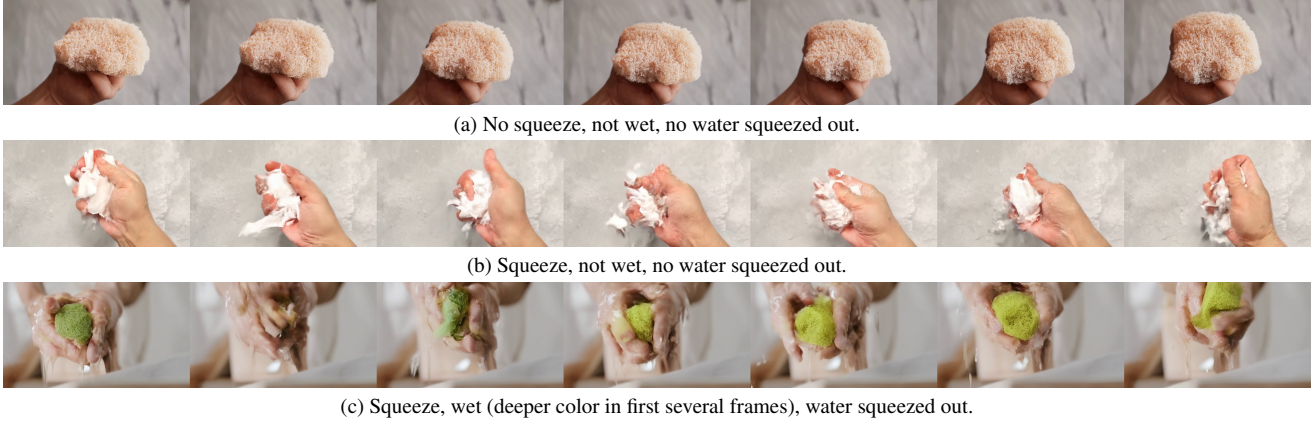 (a) No squeeze, not wet, no water squeezed out.
(b) Squeeze, not wet, no water squeezed out.
(c) Squeeze, wet (deeper color in first several frames), water squeezed out.